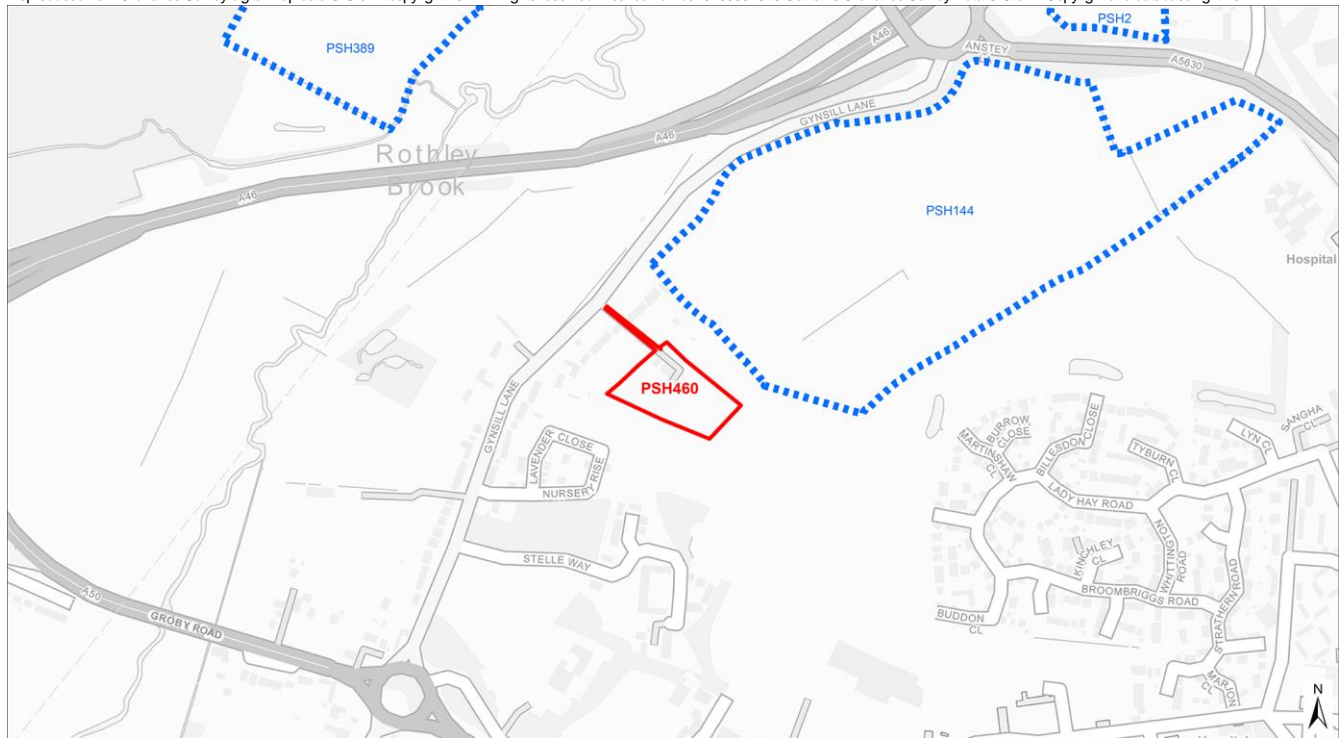 PSH389
PSH2
A46
ANSTEY
A5630
GYNSILL LANE
A46
Rothley
Brook
A46
PSH144
Hospital
PSH460
GYNSILL LANE
LAVENDER
CLOSE
NURSERY RISE
STELLE WAY
A50
GROBY ROAD
BURROW
CLOSE
MARTINSHAW
CL
BILLESDON CLOSE
TYBURN
CL
LYN CL
SANGHA
CL
LADY HAY ROAD
KINCHLEY
CL
WHITTINGTON
ROAD
BROOMBRIGGS ROAD
STRATHERN ROAD
BUDDON
CL
MARJON
CL
N